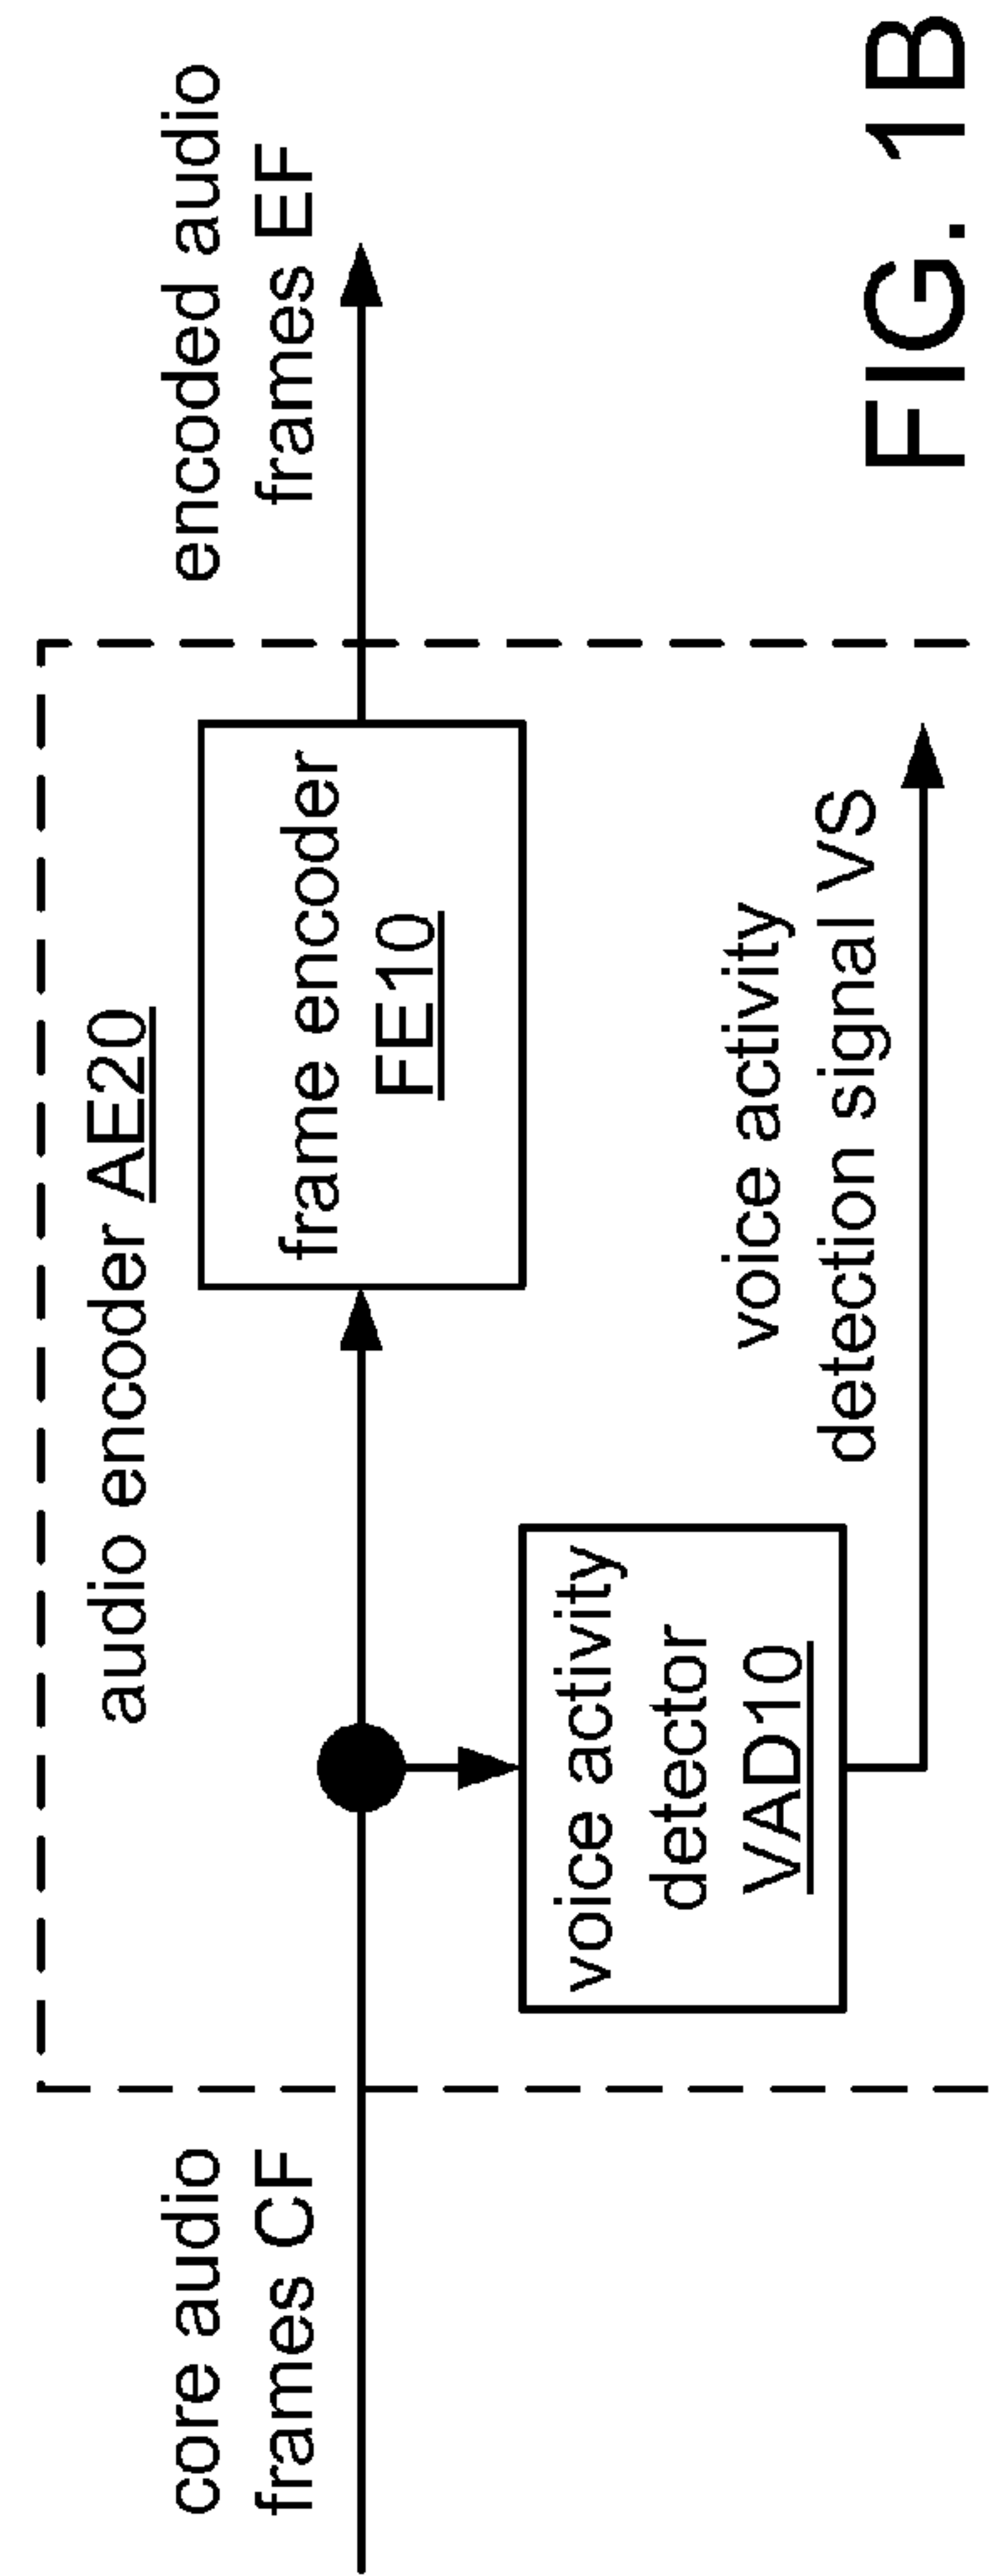 core audio
frames CF
audio encoder AE20
voice activity
detector
VAD10
frame encoder
FE10
voice activity
detection signal VS
encoded audio
frames EF
FIG. 1B